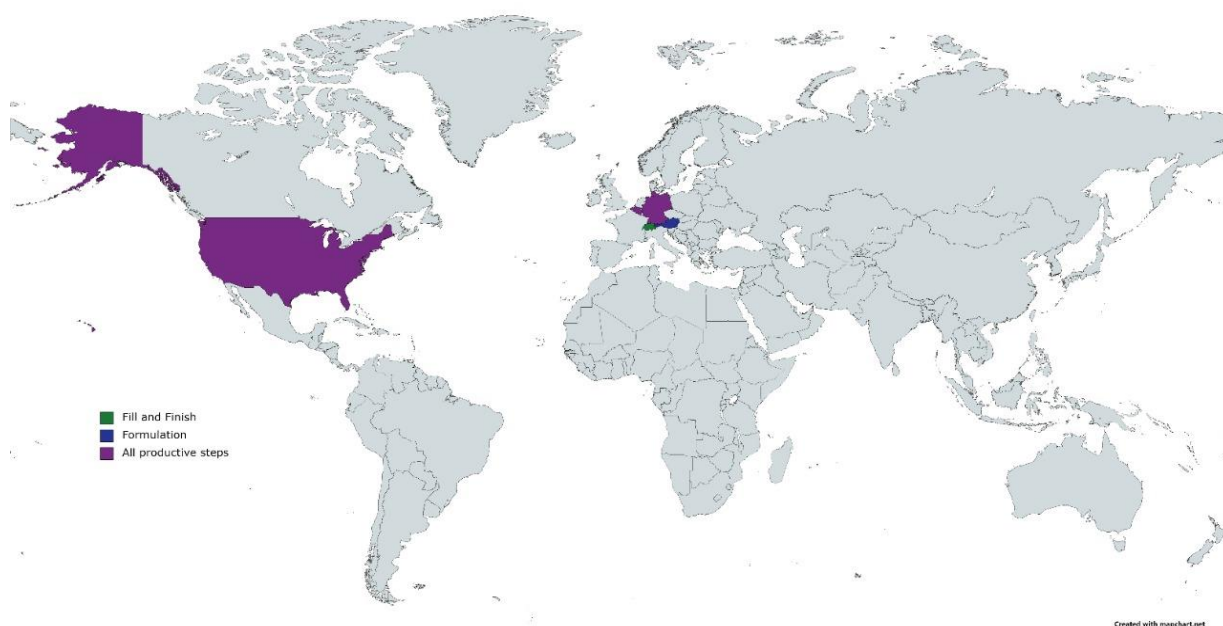 Fill and Finish
Formulation
All productive steps
Created with mapchart.net